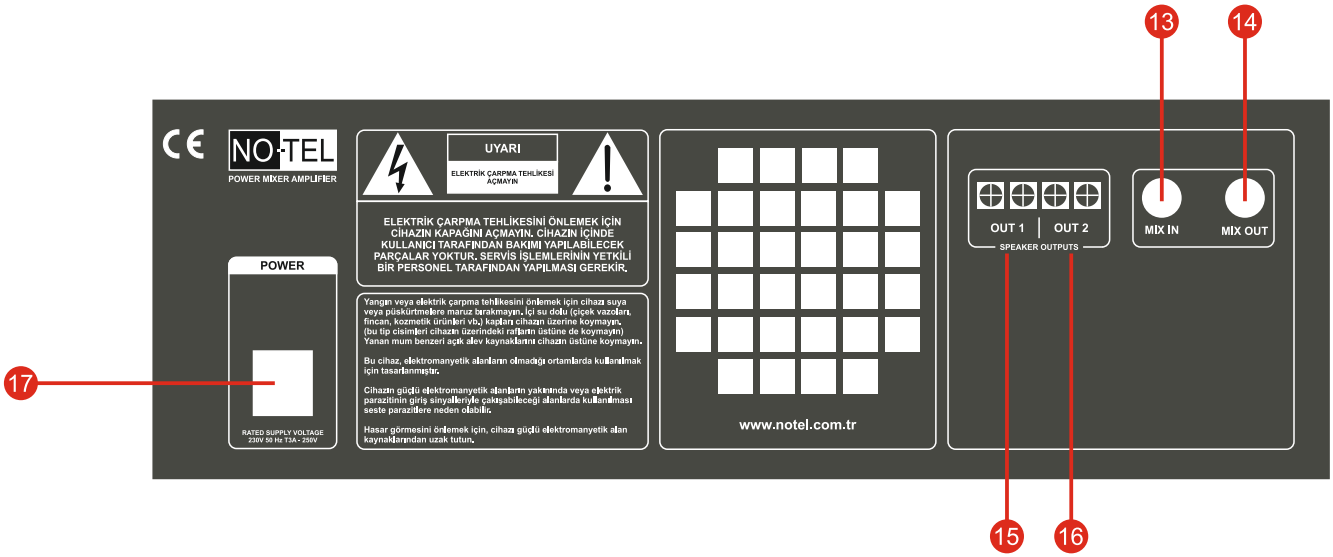 13
14
CE
NO-TEL
POWER MIXER AMPLİFİER
UYARI
ELEKTRİK ÇARPMA TEHLİKESİ
AÇMAYIN
ELEKTRİK ÇARPMA TEHLİKESİNİ ÖNLEMEK İÇİN
CİHAZIN KAPAĞINI AÇMAYIN. CİHAZIN İÇİNDE
KULLANICI TARAFINDAN BAKIMI YAPILABİLECEK
PARÇALAR YOKTUR. SERVİS İŞLEMLERİNİN YETKİLİ
BİR PERSONEL TARAFINDAN YAPILMASI GEREKİR.
Yangın veya elektrik çarpma tehlikesini önlemek için cihazı suya
veya püskürtmelere maruz bırakmayın. İçi su dolu (çiçek vazoları,
fincan, kozmetik ürünleri vb.) kapları cihazın üzerine koymayın.
(bu tip cisimleri cihazın üzerindeki rafların üstüne de koymayın)
Yanan mum benzeri açık alev kaynaklarını cihazın üstüne koymayın.
Bu cihaz, elektromanyetik alanların olmadığı ortamlarda kullanılmak
için tasarlanmıştır.
Cihazın güçlü elektromanyetik alanların yakınında veya elektrik
parazitinin giriş sinyalleriyle çakışabileceği alanlarda kullanılması
seste parazitlere neden olabilir.
Hasar görmesini önlemek için, cihazı güçlü elektromanyetik alan
kaynaklarından uzak tutun.
POWER
RATED SUPPLY VOLTAGE
230V 50 Hz T3A - 250V
17
www.notel.com.tr
OUT 1 | OUT 2
SPEAKER OUTPUTS
MIX IN
MIX OUT
15
16